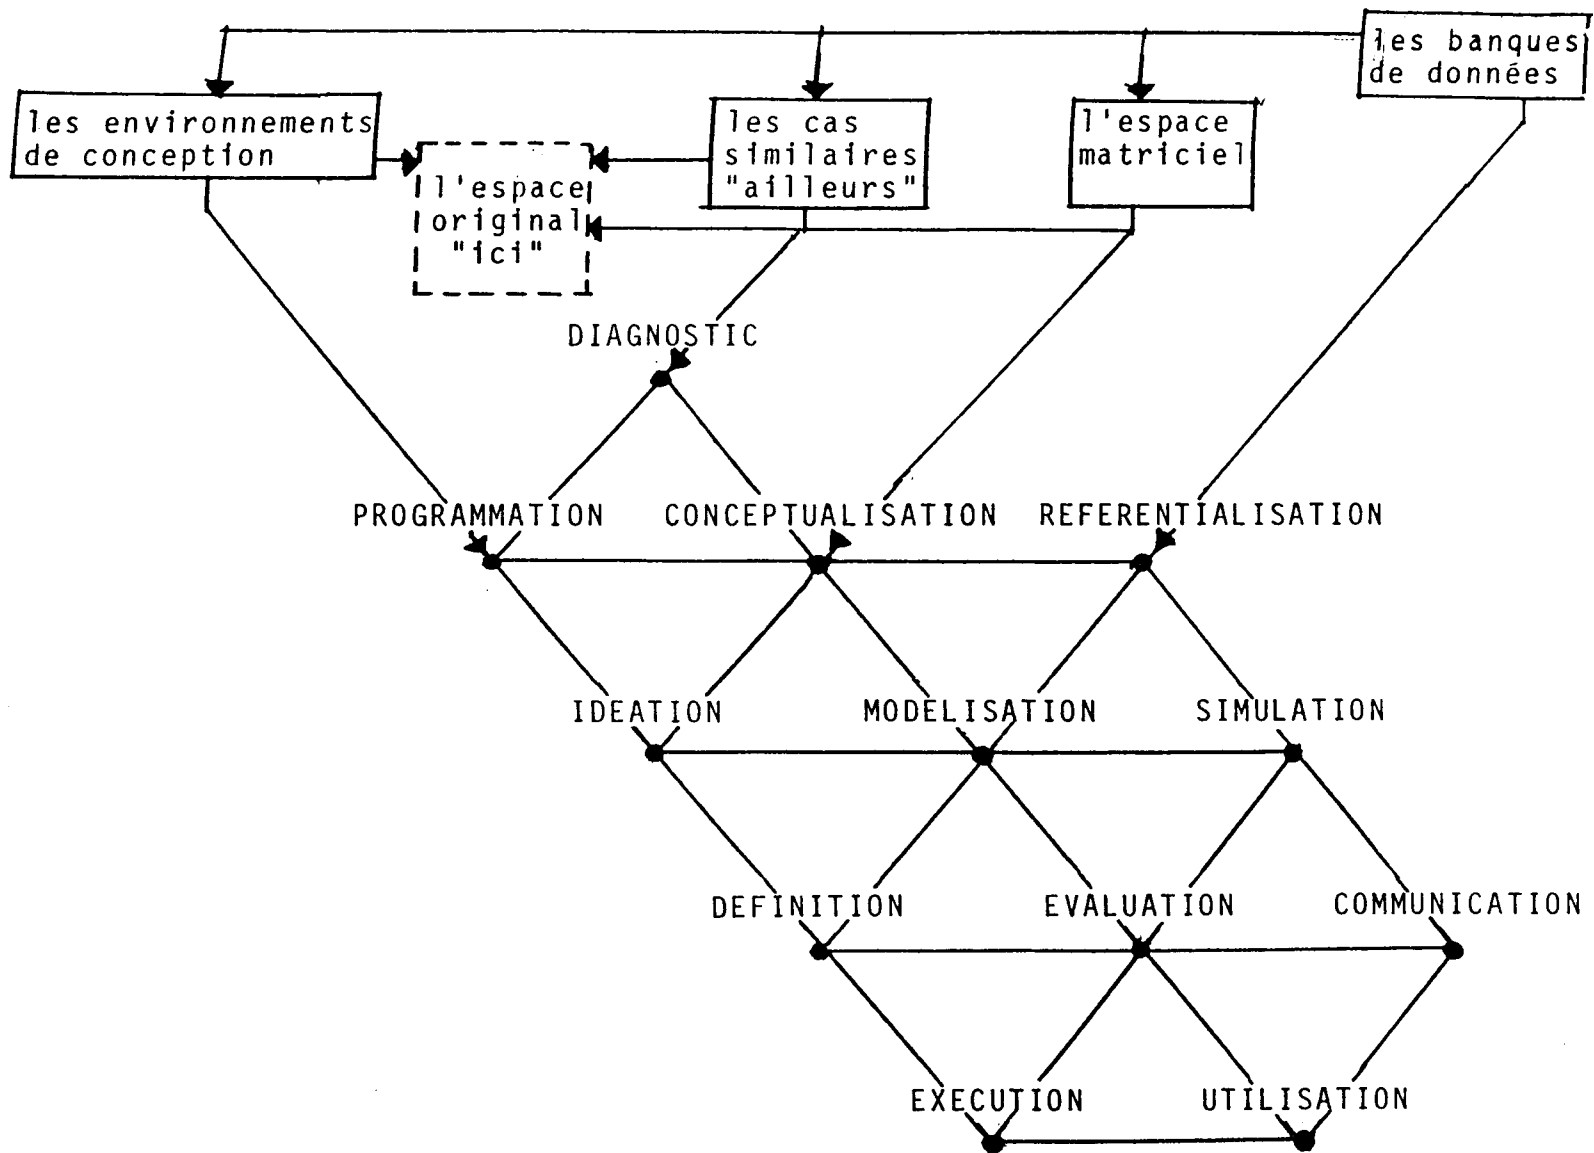 les banques
de données
les environnements
de conception
l'espace
original
"ici"
les cas
similaires
"ailleurs"
l'espace
matriciel
DIAGNOSTIC
PROGRAMMATION
CONCEPTUALISATION
REFERENTIALISATION
IDEATION
MODELISATION
SIMULATION
DEFINITION
EVALUATION
COMMUNICATION
EXECUTION
UTILISATION